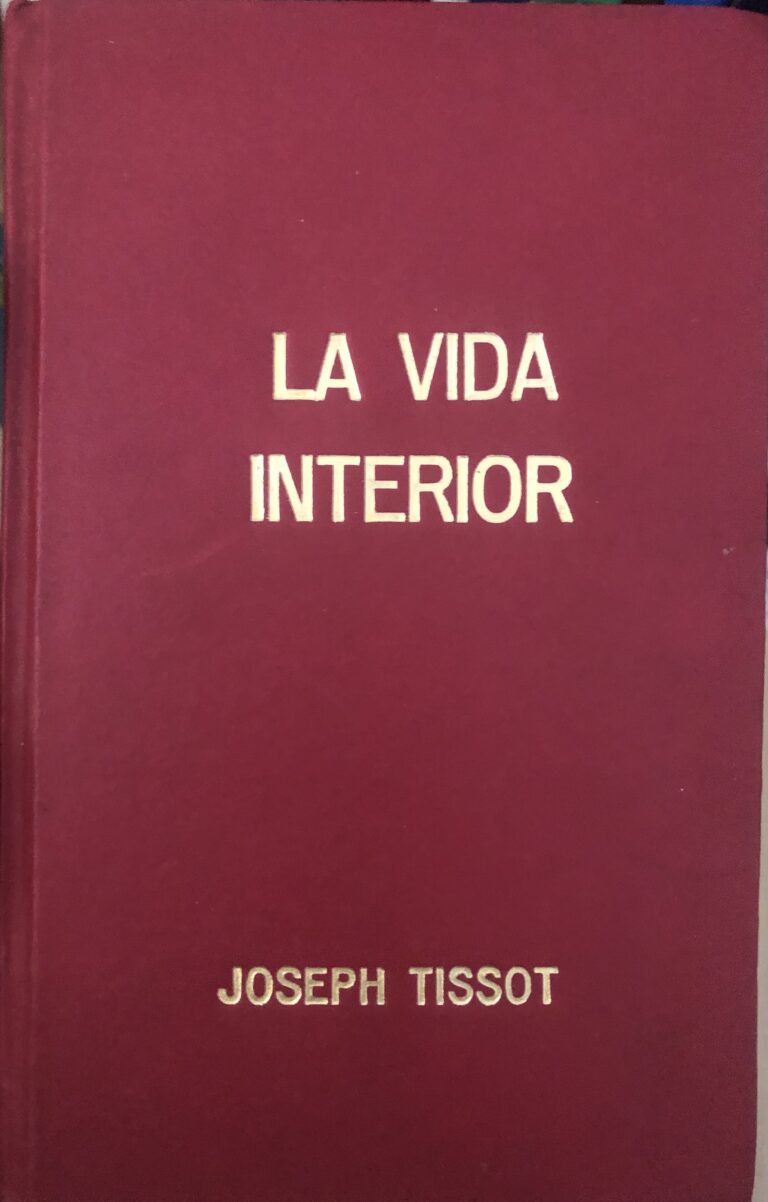 LA VIDA
INTERIOR
JOSEPH TISSOT